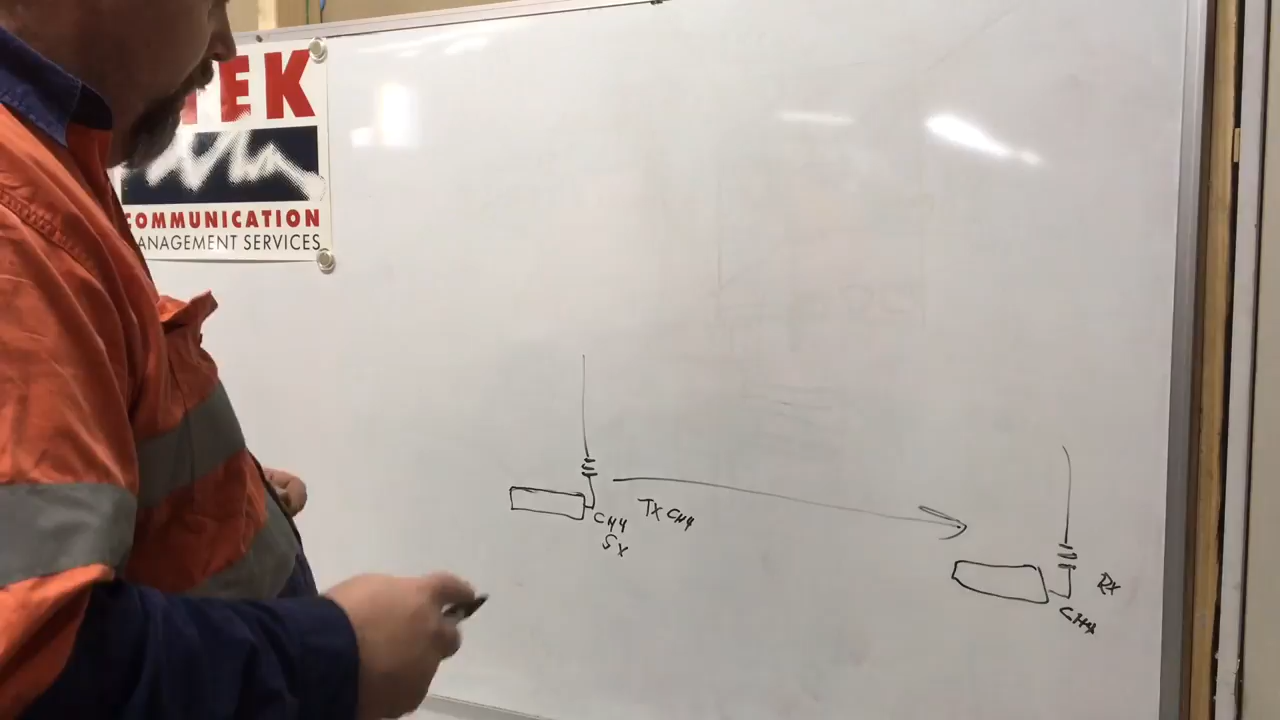 TEK
COMMUNICATION
MANAGEMENT SERVICES
CH4
SX
TX CH4
RX
CH4